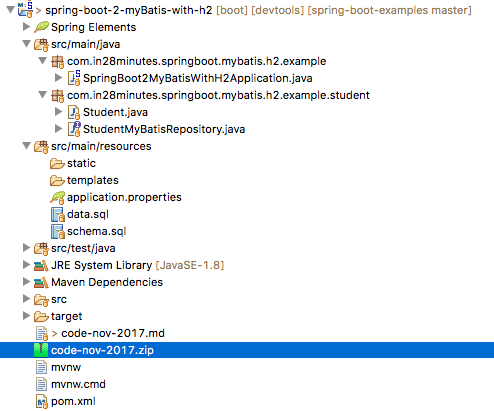 > spring-boot-2-myBatis-with-h2 [boot] [devtools] [spring-boot-examples master]
Spring Elements
src/main/java
com.in28minutes.springboot.mybatis.h2.example
SpringBoot2MyBatisWithH2Application.java
com.in28minutes.springboot.mybatis.h2.example.student
Student.java
StudentMyBatisRepository.java
src/main/resources
static
templates
application.properties
data.sql
schema.sql
src/test/java
JRE System Library [JavaSE-1.8]
Maven Dependencies
src
target
> code-nov-2017.md
code-nov-2017.zip
mvnw
mvnw.cmd
pom.xml